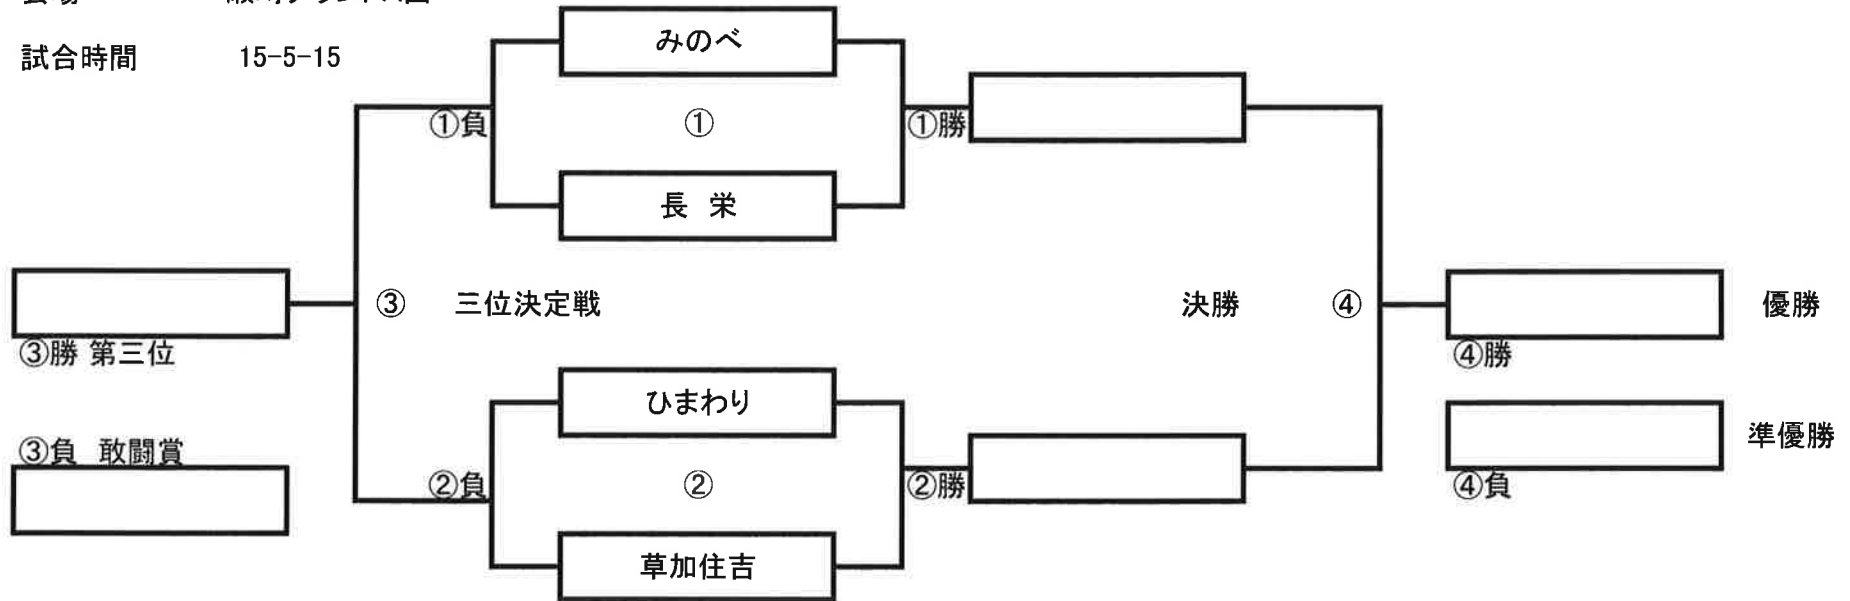 試合時間 15-5-15
みのべ
①負 ① ①勝
長 栄
③ 三位決定戦 決勝 ④ 優勝
③勝 第三位 ④勝
ひまわり
③負 敢闘賞 準優勝
②負 ② ②勝 ④負
草加住吉